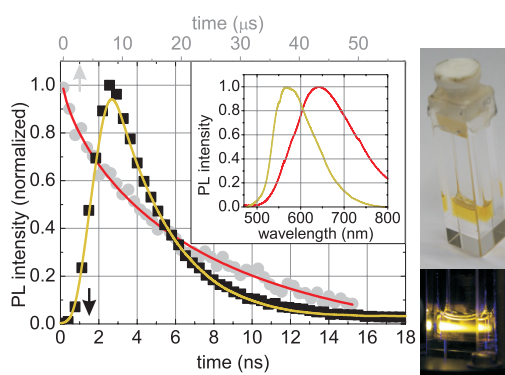 time (μs)
0 10 20 30 40 50
PL intensity (normalized)
1.0
0.8
0.6
0.4
0.2
0.0
0 2 4 6 8 10 12 14 16 18
time (ns)
PL intensity
1.0
0.8
0.6
0.4
0.2
0.0
500 600 700 800
wavelength (nm)